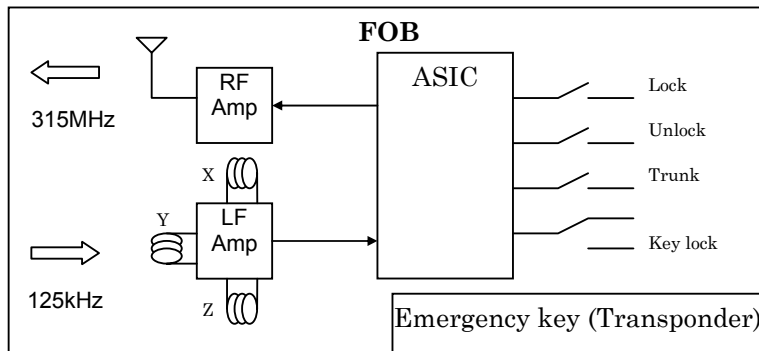 FOB
ASIC
RF
Amp
315MHz
Lock
Unlock
Trunk
Key lock
X
Y
LF
Amp
Z
125kHz
Emergency key (Transponder)